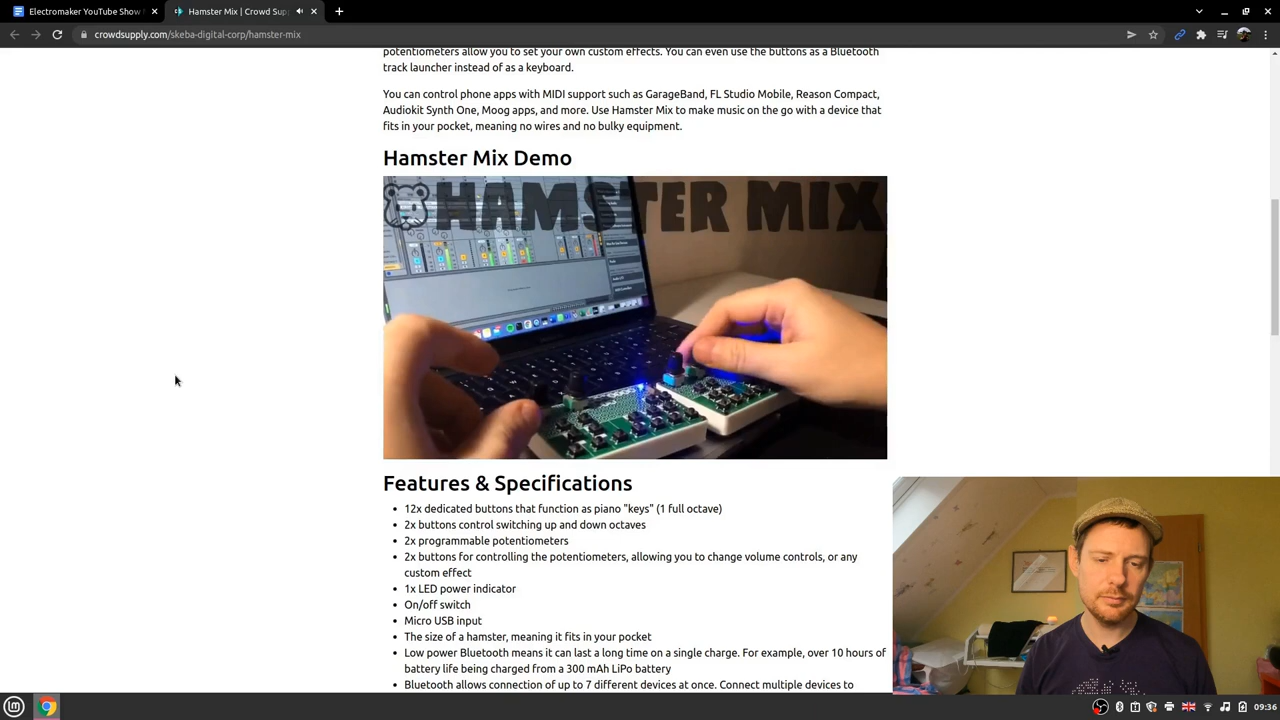 Electromaker YouTube Show
Hamster Mix | Crowd Sup
crowdsupply.com/skeba-digital-corp/hamster-mix
potentiometers allow you to set your own custom effects. You can even use the buttons as a Bluetooth
track launcher instead of as a keyboard.
You can control phone apps with MIDI support such as GarageBand, FL Studio Mobile, Reason Compact,
Audiokit Synth One, Moog apps, and more. Use Hamster Mix to make music on the go with a device that
fits in your pocket, meaning no wires and no bulky equipment.
Hamster Mix Demo
HAMSTER MIX
Features & Specifications
• 12x dedicated buttons that function as piano "keys" (1 full octave)
• 2x buttons control switching up and down octaves
• 2x programmable potentiometers
• 2x buttons for controlling the potentiometers, allowing you to change volume controls, or any
custom effect
• 1x LED power indicator
• On/off switch
• Micro USB input
• The size of a hamster, meaning it fits in your pocket
• Low power Bluetooth means it can last a long time on a single charge. For example, over 10 hours of
battery life being charged from a 300 mAh LiPo battery
• Bluetooth allows connection of up to 7 different devices at once. Connect multiple devices to
09:36